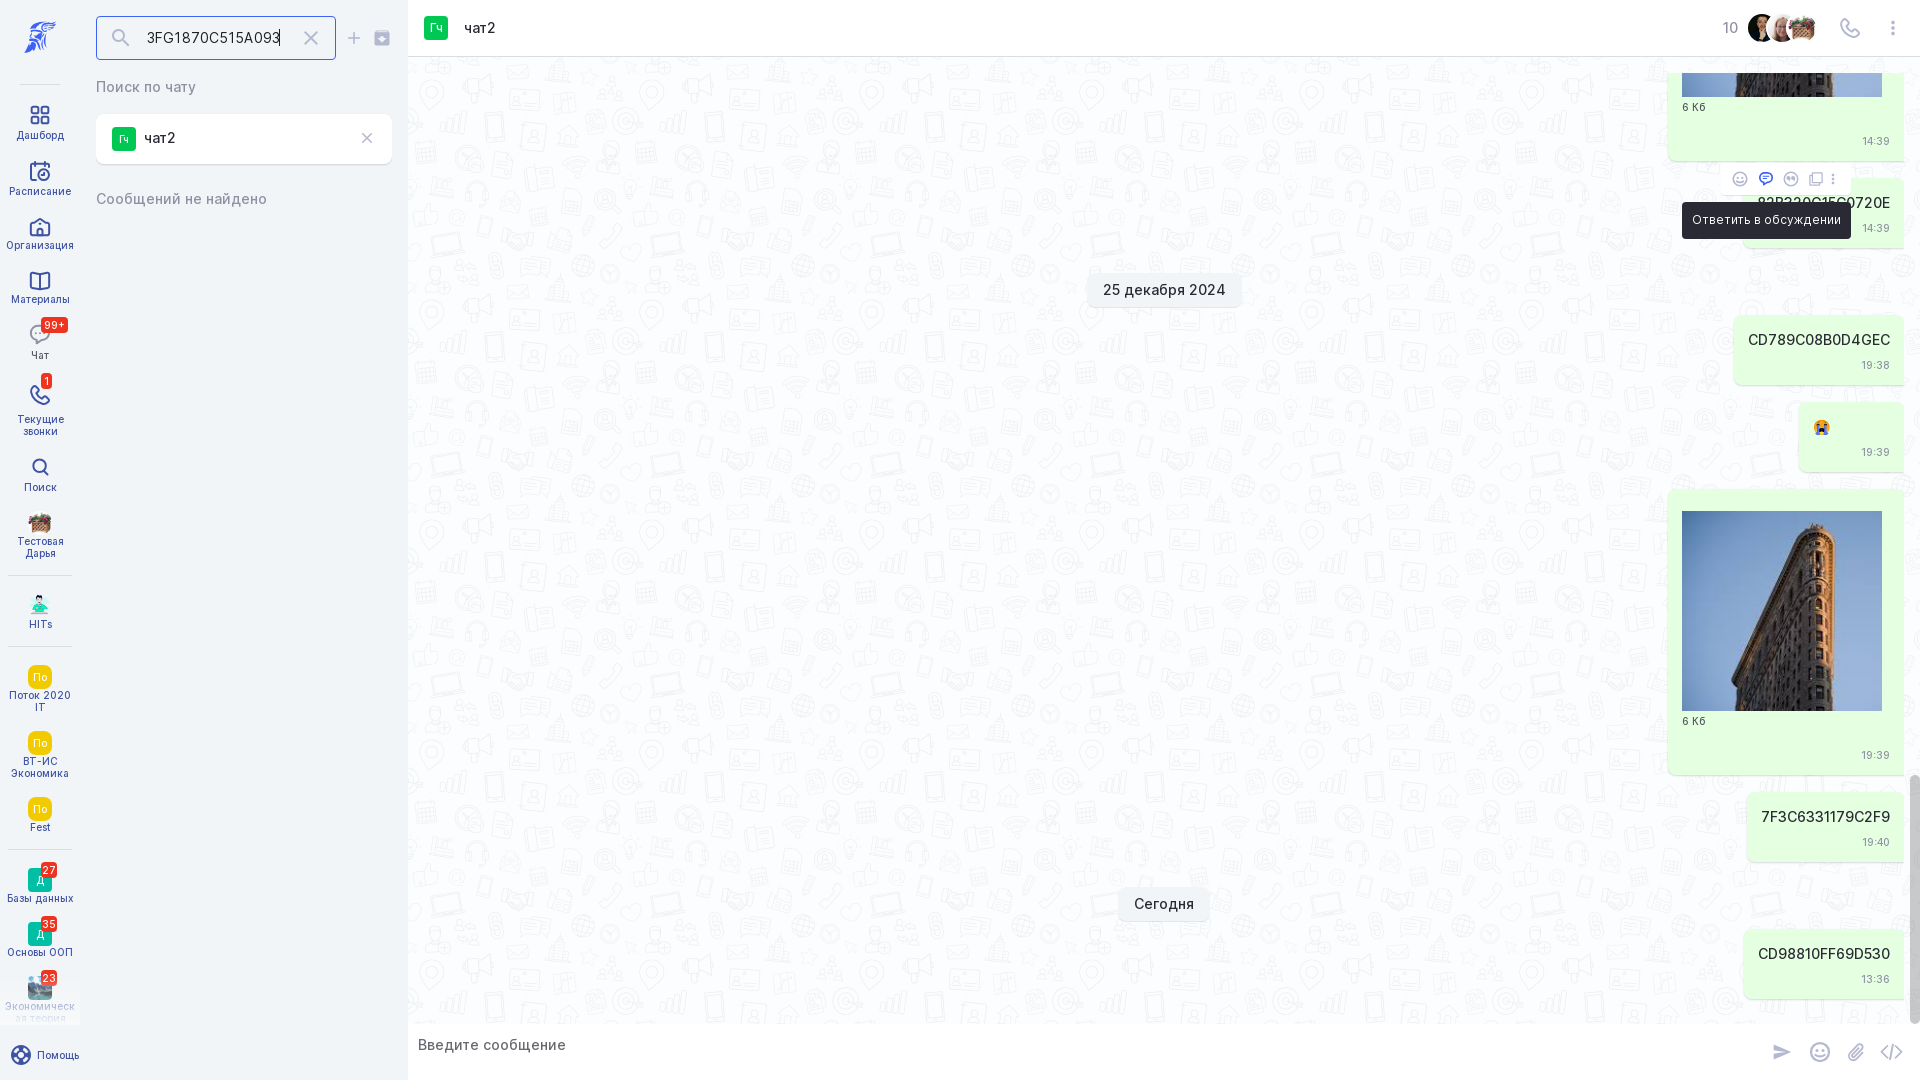 3FG1870C515A093
Поиск по чату
Гч чат2
Сообщений не найдено
Дашборд
Расписание
Организация
Материалы
99+
Чат
1
Текущие
звонки
Поиск
Тестовая
Дарья
HITs
По
Поток 2020
IT
По
ВТ-ИС
Экономика
По
Fest
27
Д
Базы данных
35
Д
Основы ООП
23
Экономическ
ая теория
Помощь
Гч чат2
10
6 Кб
14:39
Ответить в обсуждении
14:39
25 декабря 2024
CD789C08B0D4GEC
19:38
19:39
6 Кб
19:39
7F3C6331179C2F9
19:40
Сегодня
CD98810FF69D530
13:36
Введите сообщение